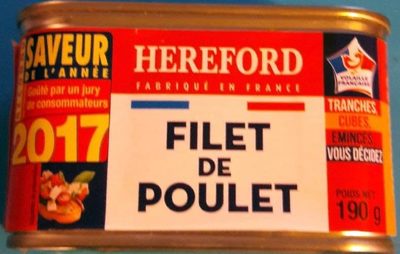 SAVEUR
DE L'ANNÉE
Goûté par un jury
de consommateurs
2017
HEREFORD
FABRIQUÉ EN FRANCE
FILET
DE
POULET
VOLAILLE
FRANÇAISE
TRANCHES,
CUBES,
EMINCÉS,
VOUS DÉCIDEZ
POIDS NET
190 g